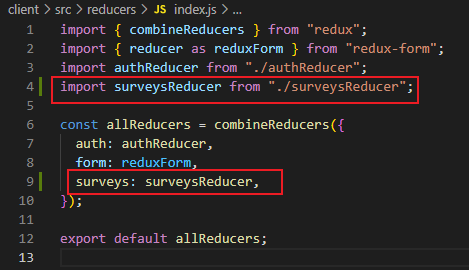 client > src > reducers > JS index.js > ...
1 import { combineReducers } from "redux";
2 import { reducer as reduxForm } from "redux-form";
3 import authReducer from "./authReducer";
4 import surveysReducer from "./surveysReducer";
5
6 const allReducers = combineReducers({
7   auth: authReducer,
8   form: reduxForm,
9   surveys: surveysReducer,
10 });
11
12 export default allReducers;
13